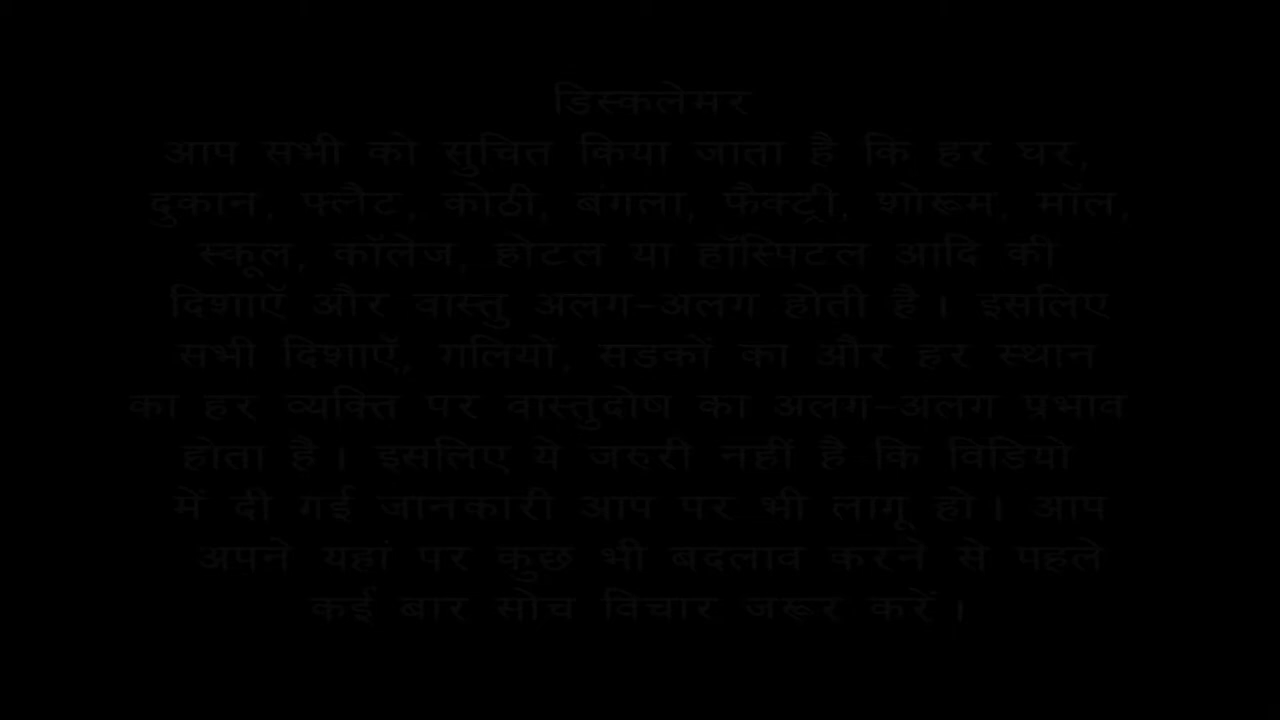 डिस्कलेमर
आप सभी को सुचित किया जाता है कि हर घर,
दुकान, फ्लैट, कोठी, बंगला, फैक्ट्री, शोरूम, मॉल,
स्कूल, कॉलेज, होटल या हॉस्पिटल आदि की
दिशाएँ और वास्तु अलग-अलग होती है। इसलिए
सभी दिशाएँ, गलियों, सडकों का और हर स्थान
का हर व्यक्ति पर वास्तुदोष का अलग-अलग प्रभाव
होता है। इसलिए ये जरुरी नहीं है कि विडियो
में दी गई जानकारी आप पर भी लागू हो। आप
अपने यहां पर कुछ भी बदलाव करने से पहले
कई बार सोच विचार जरूर करें।